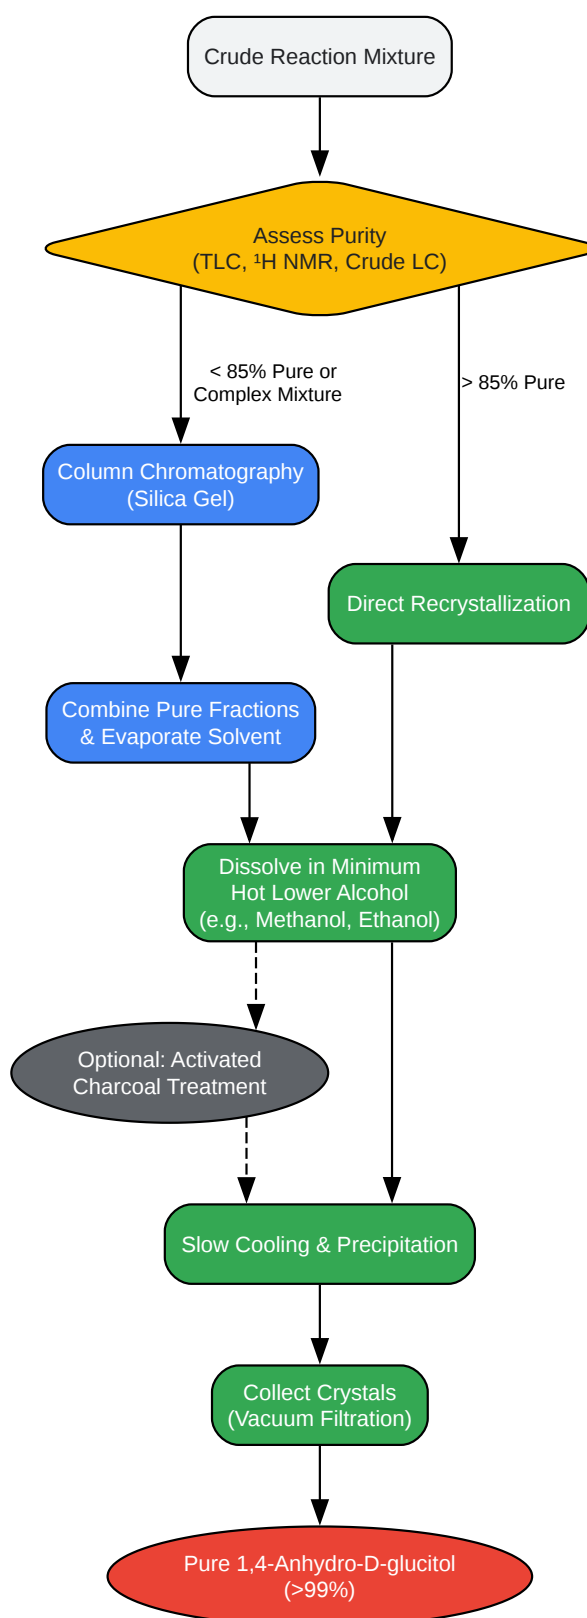 Crude Reaction Mixture
Assess Purity
(TLC, ¹H NMR, Crude LC)
< 85% Pure or
Complex Mixture
> 85% Pure
Column Chromatography
(Silica Gel)
Direct Recrystallization
Combine Pure Fractions
& Evaporate Solvent
Dissolve in Minimum
Hot Lower Alcohol
(e.g., Methanol, Ethanol)
Optional: Activated
Charcoal Treatment
Slow Cooling & Precipitation
Collect Crystals
(Vacuum Filtration)
Pure 1,4-Anhydro-D-glucitol
(>99%)